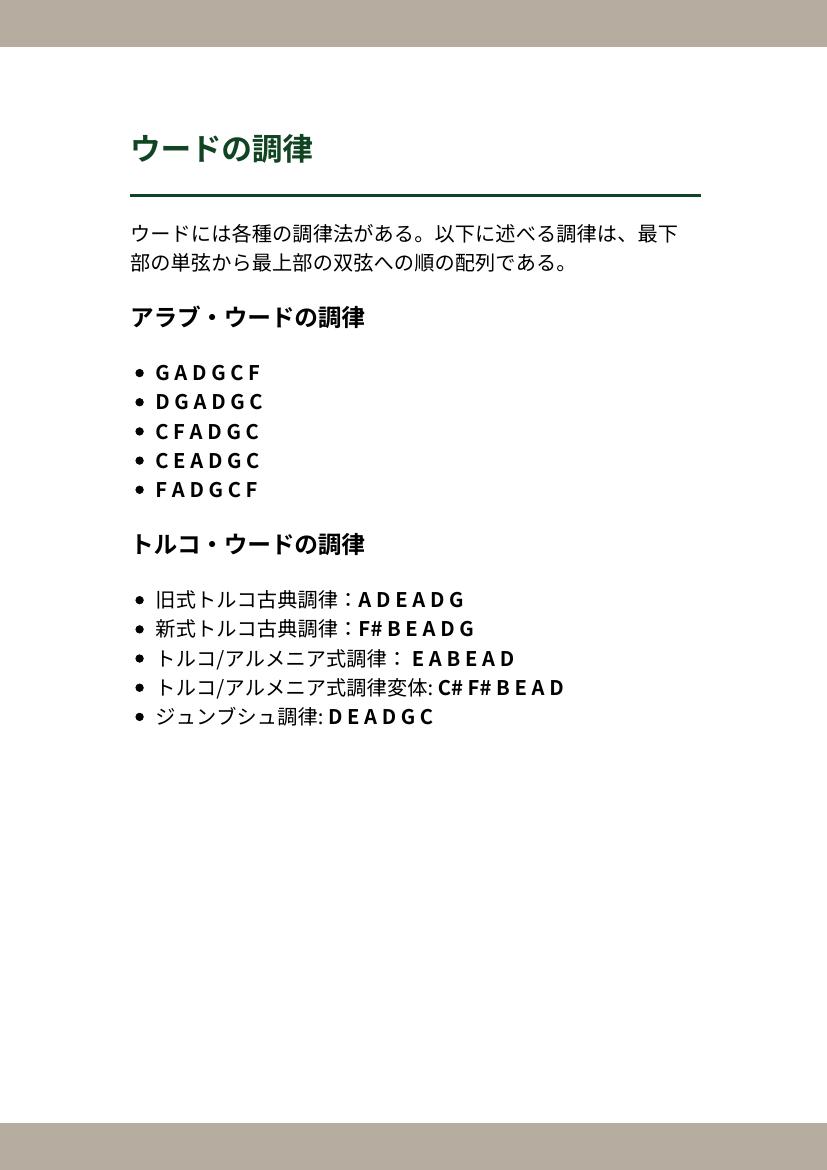 ウードの調律
ウードには各種の調律法がある。以下に述べる調律は、最下
部の単弦から最上部の双弦への順の配列である。
アラブ・ウードの調律
• G A D G C F
• D G A D G C
• C F A D G C
• C E A D G C
• F A D G C F
トルコ・ウードの調律
• 旧式トルコ古典調律：A D E A D G
• 新式トルコ古典調律：F# B E A D G
• トルコ/アルメニア式調律： E A B E A D
• トルコ/アルメニア式調律変体: C# F# B E A D
• ジュンブシュ調律: D E A D G C